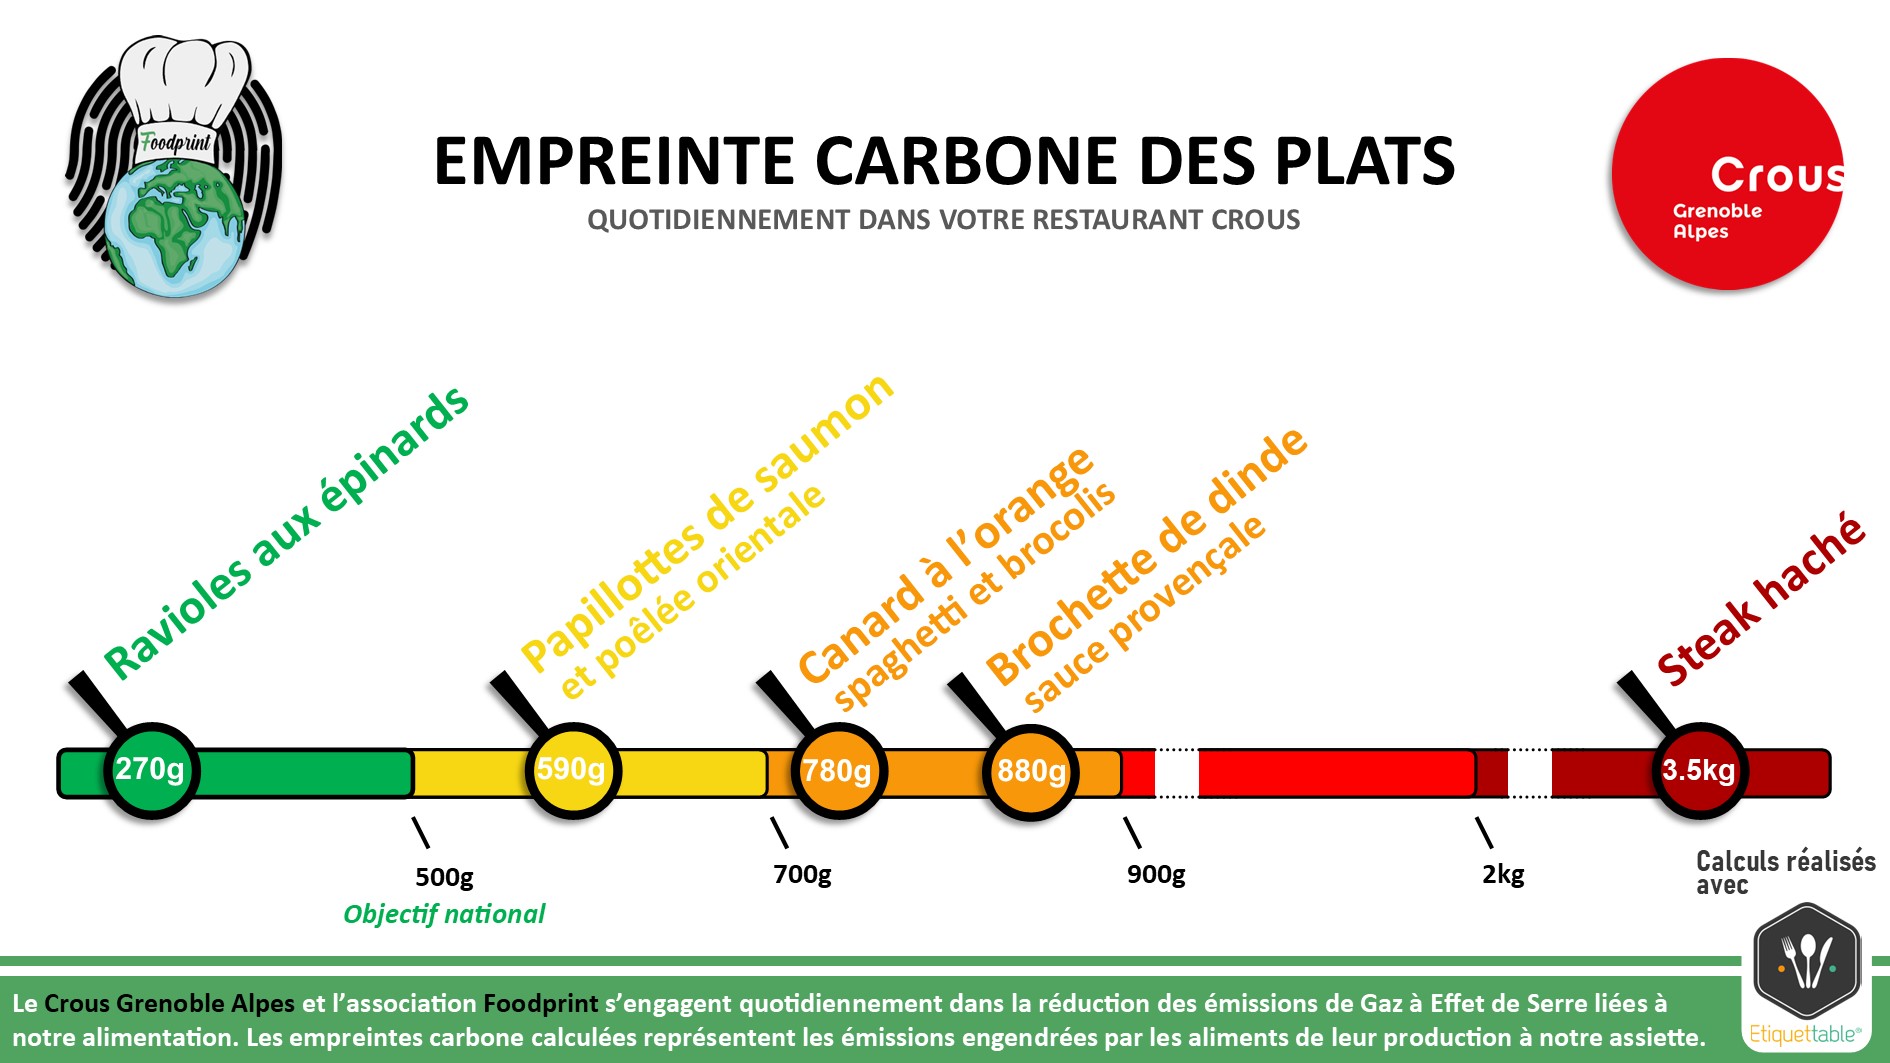 Foodprint
EMPREINTE CARBONE DES PLATS
QUOTIDIENNEMENT DANS VOTRE RESTAURANT CROUS
Crous
Grenoble
Alpes
Ravioles aux épinards
Papillottes de saumon
et poêlée orientale
Canard à l’orange
spaghetti et brocolis
Brochette de dinde
sauce provençale
Steak haché
270g
590g
780g
880g
3.5kg
500g
Objectif national
700g
900g
2kg
Calculs réalisés
avec
Le Crous Grenoble Alpes et l’association Foodprint s’engagent quotidiennement dans la réduction des émissions de Gaz à Effet de Serre liées à
notre alimentation. Les empreintes carbone calculées représentent les émissions engendrées par les aliments de leur production à notre assiette.
Etiquettable®